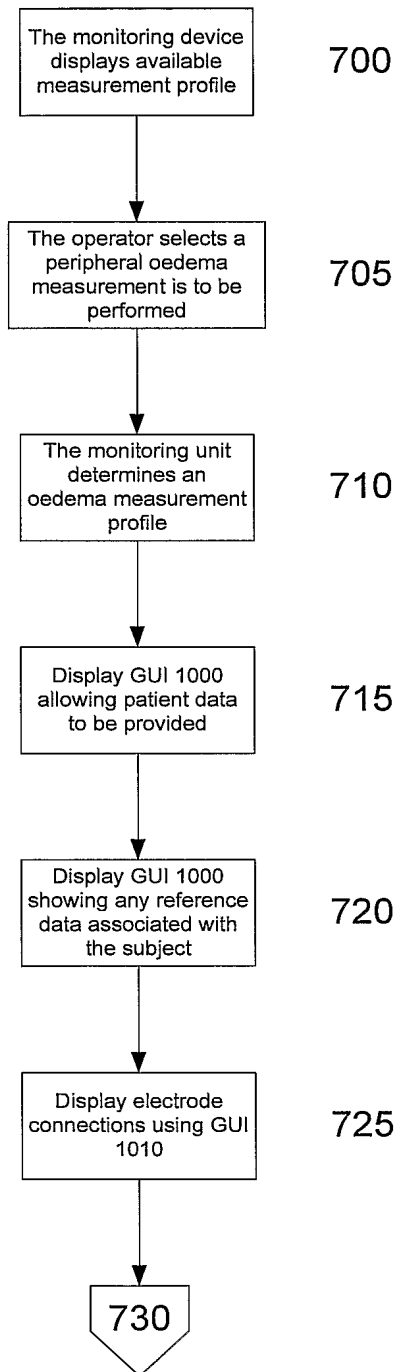 The monitoring device
displays available
measurement profile
700
The operator selects a
peripheral oedema
measurement is to be
performed
705
The monitoring unit
determines an
oedema measurement
profile
710
Display GUI 1000
allowing patient data
to be provided
715
Display GUI 1000
showing any reference
data associated with
the subject
720
Display electrode
connections using GUI
1010
725
730